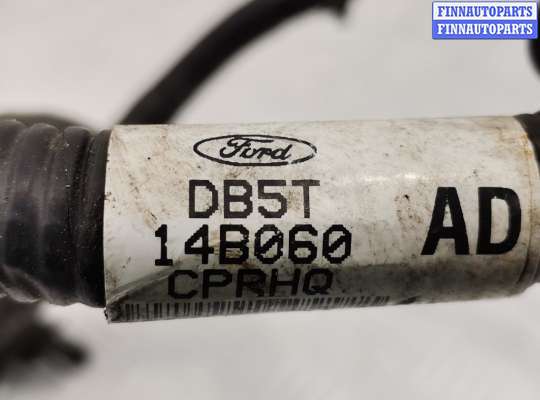 FINNAUTOPARTS
FINNAUTOPARTS
Ford
DB5T
14B060 AD
CPRHQ